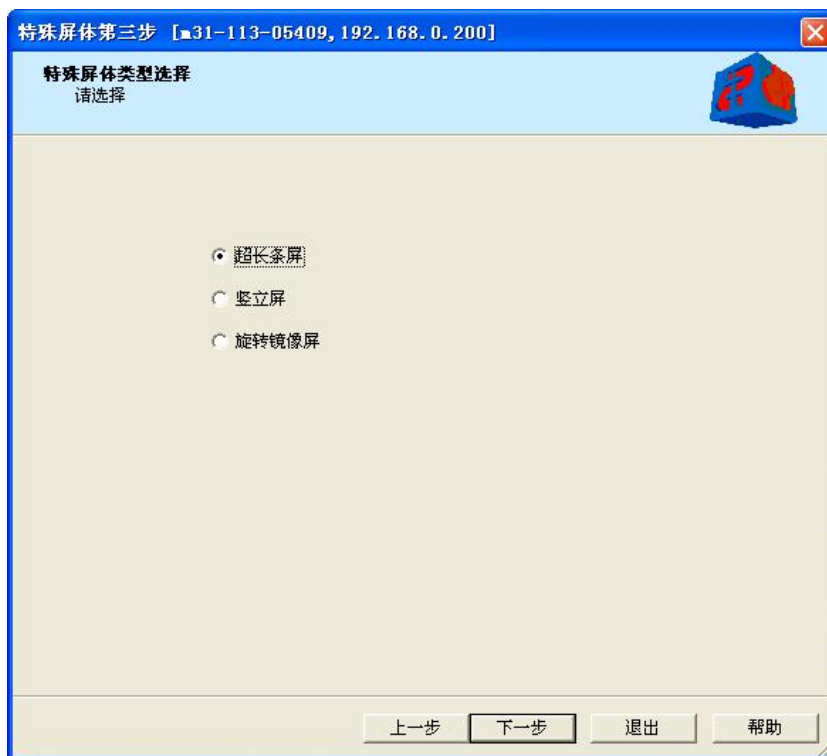 特殊屏体第三步 [m31-113-05409,192.168.0.200]
特殊屏体类型选择
请选择
超长条屏
竖立屏
旋转镜像屏
上一步 下一步 退出 帮助